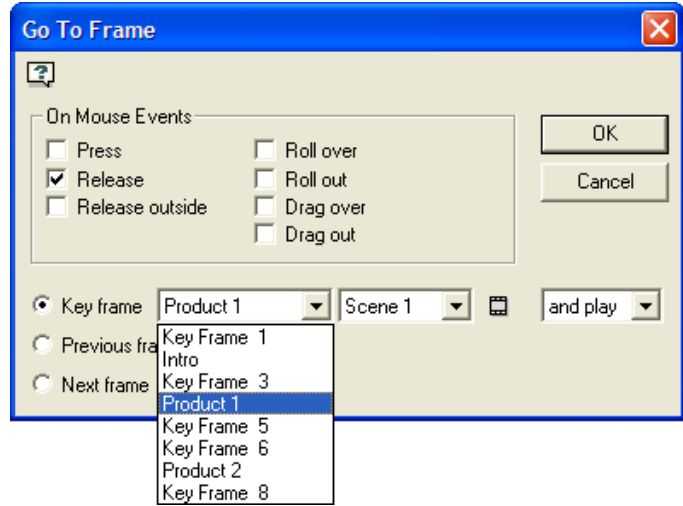 Go To Frame
On Mouse Events
Press
Release
Release outside
Roll over
Roll out
Drag over
Drag out
OK
Cancel
Key frame Product 1 Scene 1 and play
Previous fra
Next frame
Key Frame 1
Intro
Key Frame 3
Product 1
Key Frame 5
Key Frame 6
Product 2
Key Frame 8